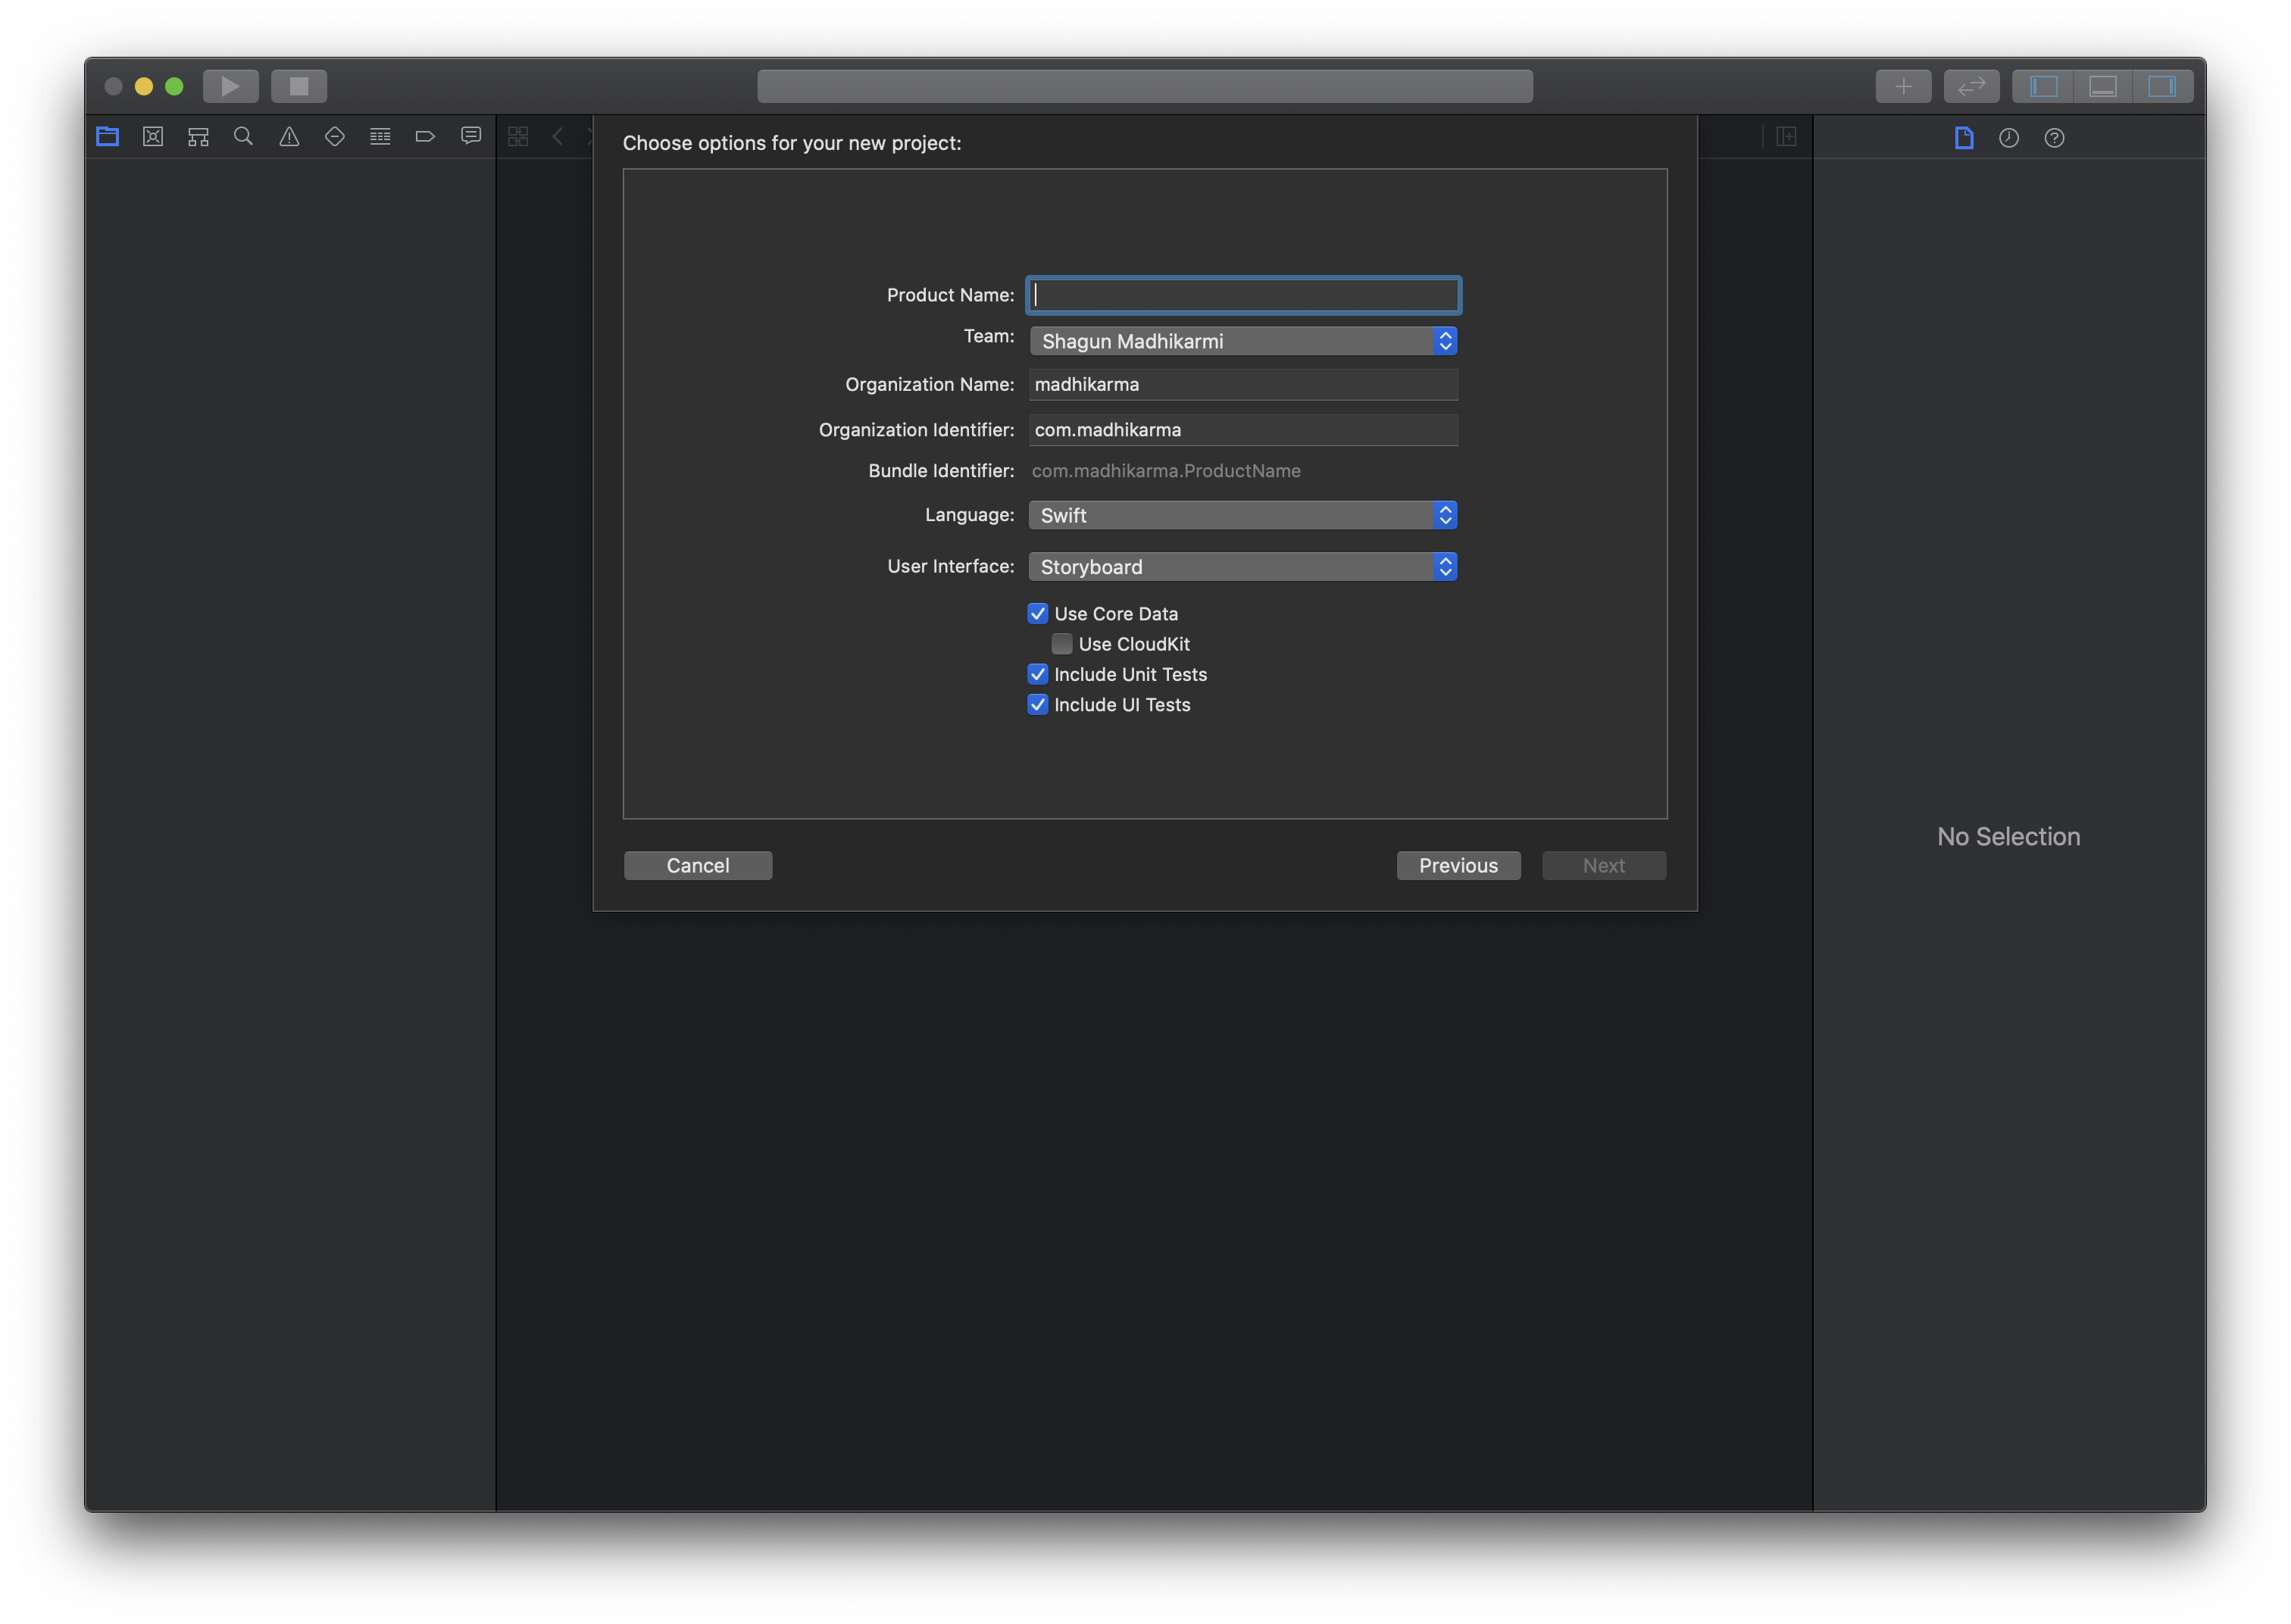 Choose options for your new project:
Product Name:
Team: Shagun Madhikarmi
Organization Name: madhikarma
Organization Identifier: com.madhikarma
Bundle Identifier: com.madhikarma.ProductName
Language: Swift
User Interface: Storyboard
Use Core Data
Use CloudKit
Include Unit Tests
Include UI Tests
No Selection
Cancel Previous Next